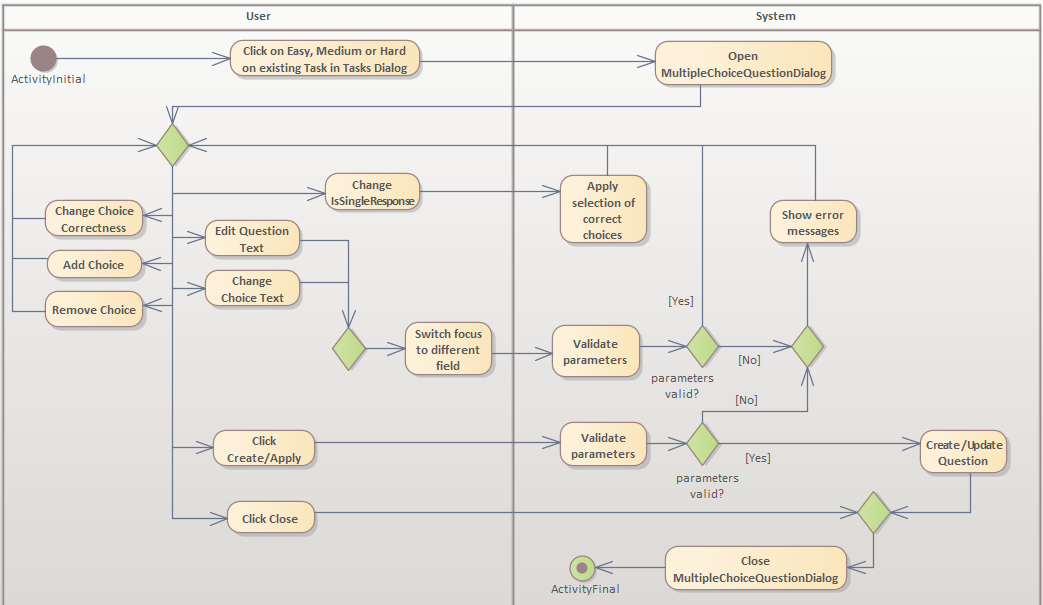 User
System
ActivityInitial
Click on Easy, Medium or Hard
on existing Task in Tasks Dialog
Open
MultipleChoiceQuestionDialog
Change
IsSingleResponse
Apply
selection of
correct
choices
Change Choice
Correctness
Edit Question
Text
Show error
messages
Add Choice
Change
Choice Text
Remove Choice
[Yes]
Switch focus
to different
field
Validate
parameters
[No]
parameters
valid?
[No]
Click
Create/Apply
Validate
parameters
[Yes]
Create/Update
Question
parameters
valid?
Click Close
Close
MultipleChoiceQuestionDialog
ActivityFinal